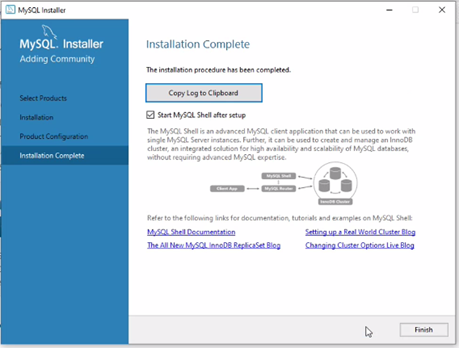 MySQL Installer
MySQL. Installer
Adding Community
Select Products
Installation
Product Configuration
Installation Complete
Installation Complete
The installation procedure has been completed.
Copy Log to Clipboard
Start MySQL Shell after setup
The MySQL Shell is an advanced MySQL client application that can be used to work with
single MySQL Server instances. Further, it can be used to create and manage an InnoDB
cluster, an integrated solution for high availability and scalability of MySQL databases,
without requiring advanced MySQL expertise.
MySQL Shell
Client App
MySQL Router
InnoDB Cluster
Refer to the following links for documentation, tutorials and examples on MySQL Shell:
MySQL Shell Documentation
Setting up a Real World Cluster Blog
The All New MySQL InnoDB ReplicaSet Blog
Changing Cluster Options Live Blog
Finish